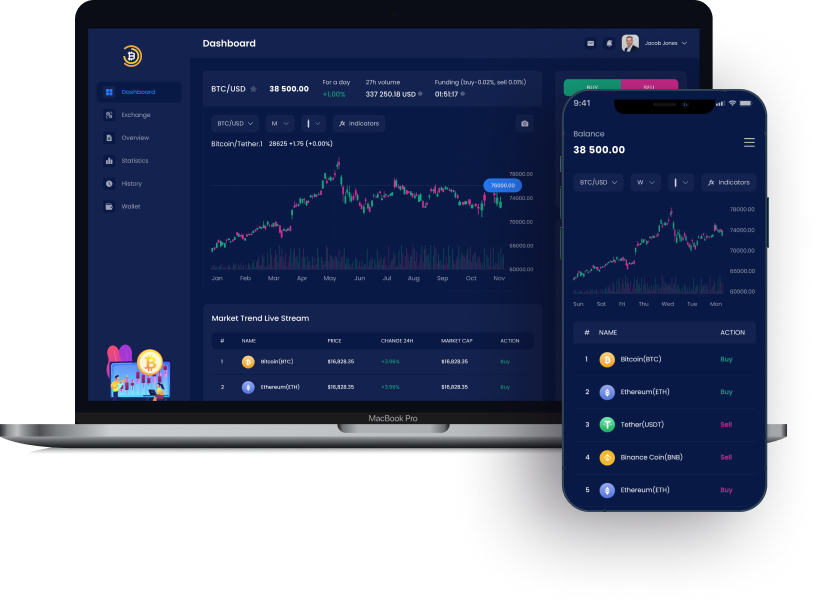 Dashboard
Jacob Jones
Dashboard
Exchange
Overview
Statistics
History
Wallet
BTC/USD
38 500.00
For a day
+1.00%
27h volume
337 250.18 USD
Funding (buy-0.02%, sell 0.01%)
01:51:17
BUY
BTC/USD
M
Indicators
Bitcoin/Tether.1 28625 +1.75 (+0.00%)
78000.00
76000.00
74000.00
70000.00
66000.00
60000.00
Jan Feb Mar Apr May Jun Jul Aug Sep Oct Nov
Market Trend Live Stream
# NAME PRICE CHANGE 24H MARKET CAP ACTION
1 Bitcoin(BTC) $16,828.35 +3.96% $16,828.35 Buy
2 Ethereum(ETH) $16,828.35 +3.96% $16,828.35 Buy
MacBook Pro
9:41
Balance
38 500.00
BTC/USD
W
Indicators
78000.00
74000.00
70000.00
66000.00
60000.00
Sun Sat Fri Thu Wed Tue Mon
# NAME ACTION
1 Bitcoin(BTC) Buy
2 Ethereum(ETH) Buy
3 Tether(USDT) Sell
4 Binance Coin(BNB) Sell
5 Ethereum(ETH) Buy